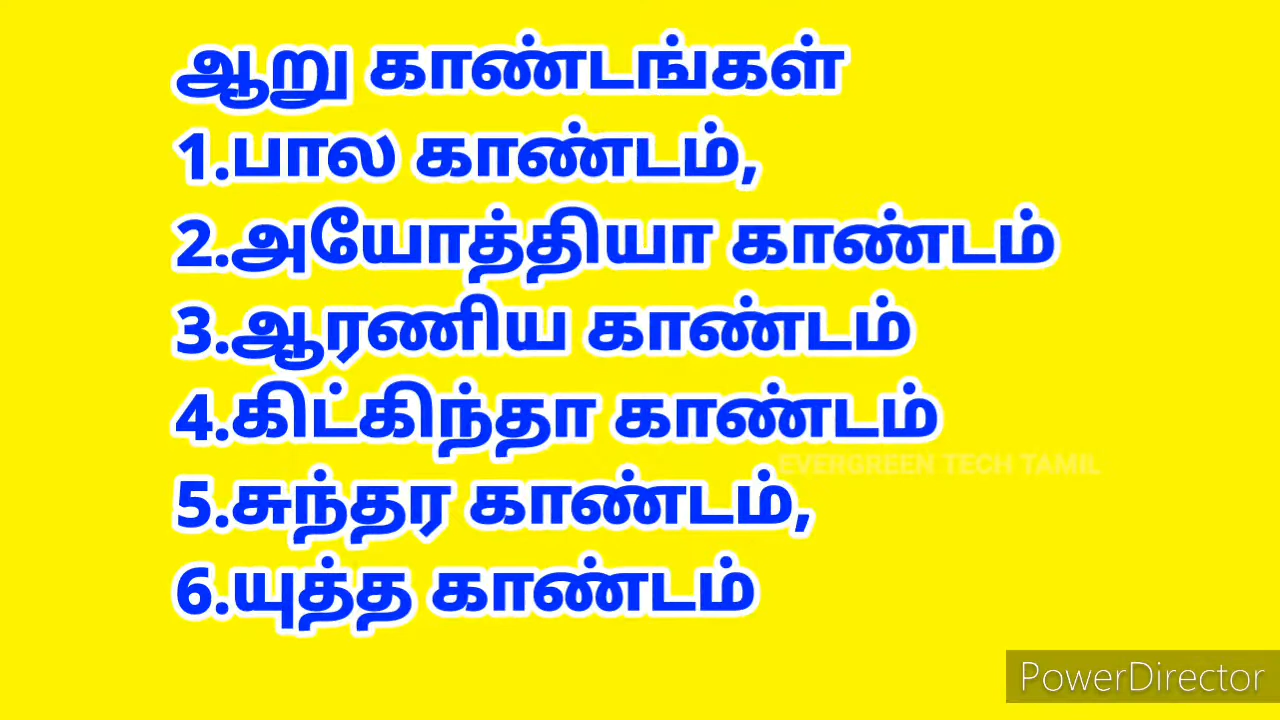 ஆறு காண்டங்கள்
1.பால காண்டம்,
2.அயோத்தியா காண்டம்
3.ஆரணிய காண்டம்
4.கிட்கிந்தா காண்டம்
EVERGREEN TECH TAMIL
5.சுந்தர காண்டம்,
6.யுத்த காண்டம்
PowerDirector